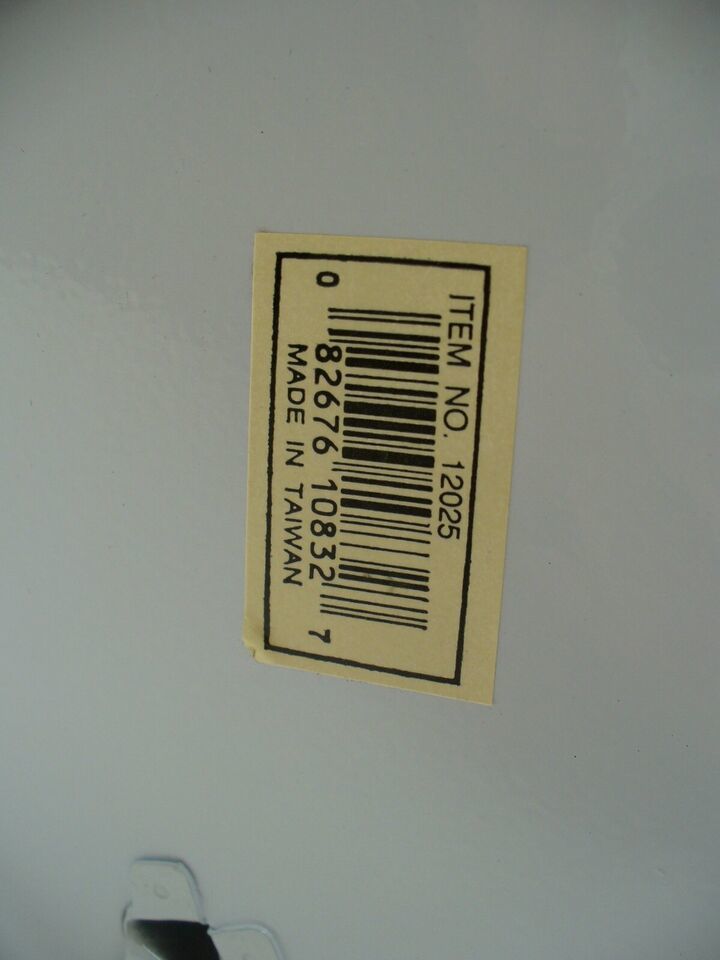 ITEM NO. 12025
0 82676 10832 7
MADE IN TAIWAN